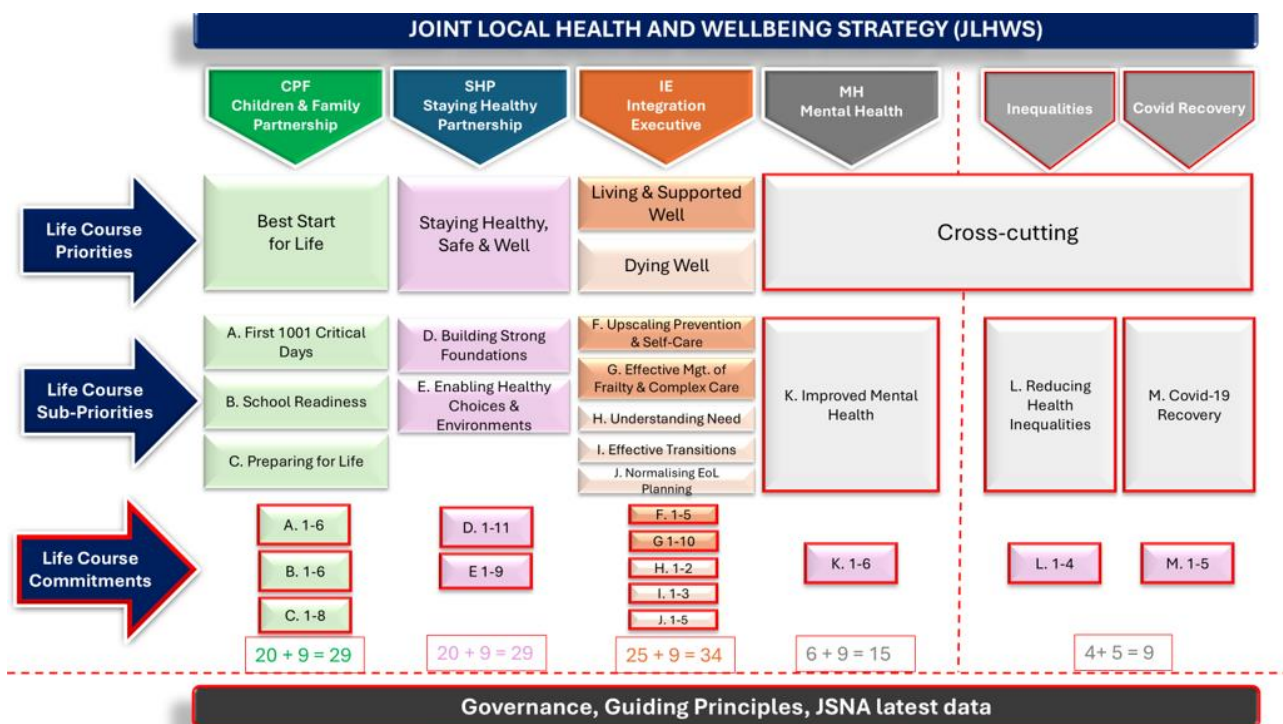 JOINT LOCAL HEALTH AND WELLBEING STRATEGY (JLHWS)
CPF
Children & Family
Partnership
SHP
Staying Healthy
Partnership
IE
Integration
Executive
MH
Mental Health
Inequalities
Covid Recovery
Life Course
Priorities
Best Start
for Life
Staying Healthy,
Safe & Well
Living & Supported
Well
Dying Well
Cross-cutting
Life Course
Sub-Priorities
A. First 1001 Critical
Days
B. School Readiness
C. Preparing for Life
D. Building Strong
Foundations
E. Enabling Healthy
Choices &
Environments
F. Upscaling Prevention
& Self-Care
G. Effective Mgt. of
Frailty & Complex Care
H. Understanding Need
I. Effective Transitions
J. Normalising EoL
Planning
K. Improved Mental
Health
L. Reducing
Health
Inequalities
M. Covid-19
Recovery
Life Course
Commitments
A. 1-6
B. 1-6
C. 1-8
D. 1-11
E 1-9
F. 1-5
G 1-10
H. 1-2
I. 1-3
J. 1-5
K. 1-6
L. 1-4
M. 1-5
20 + 9 = 29
20 + 9 = 29
25 + 9 = 34
6 + 9 = 15
4+ 5 = 9
Governance, Guiding Principles, JSNA latest data